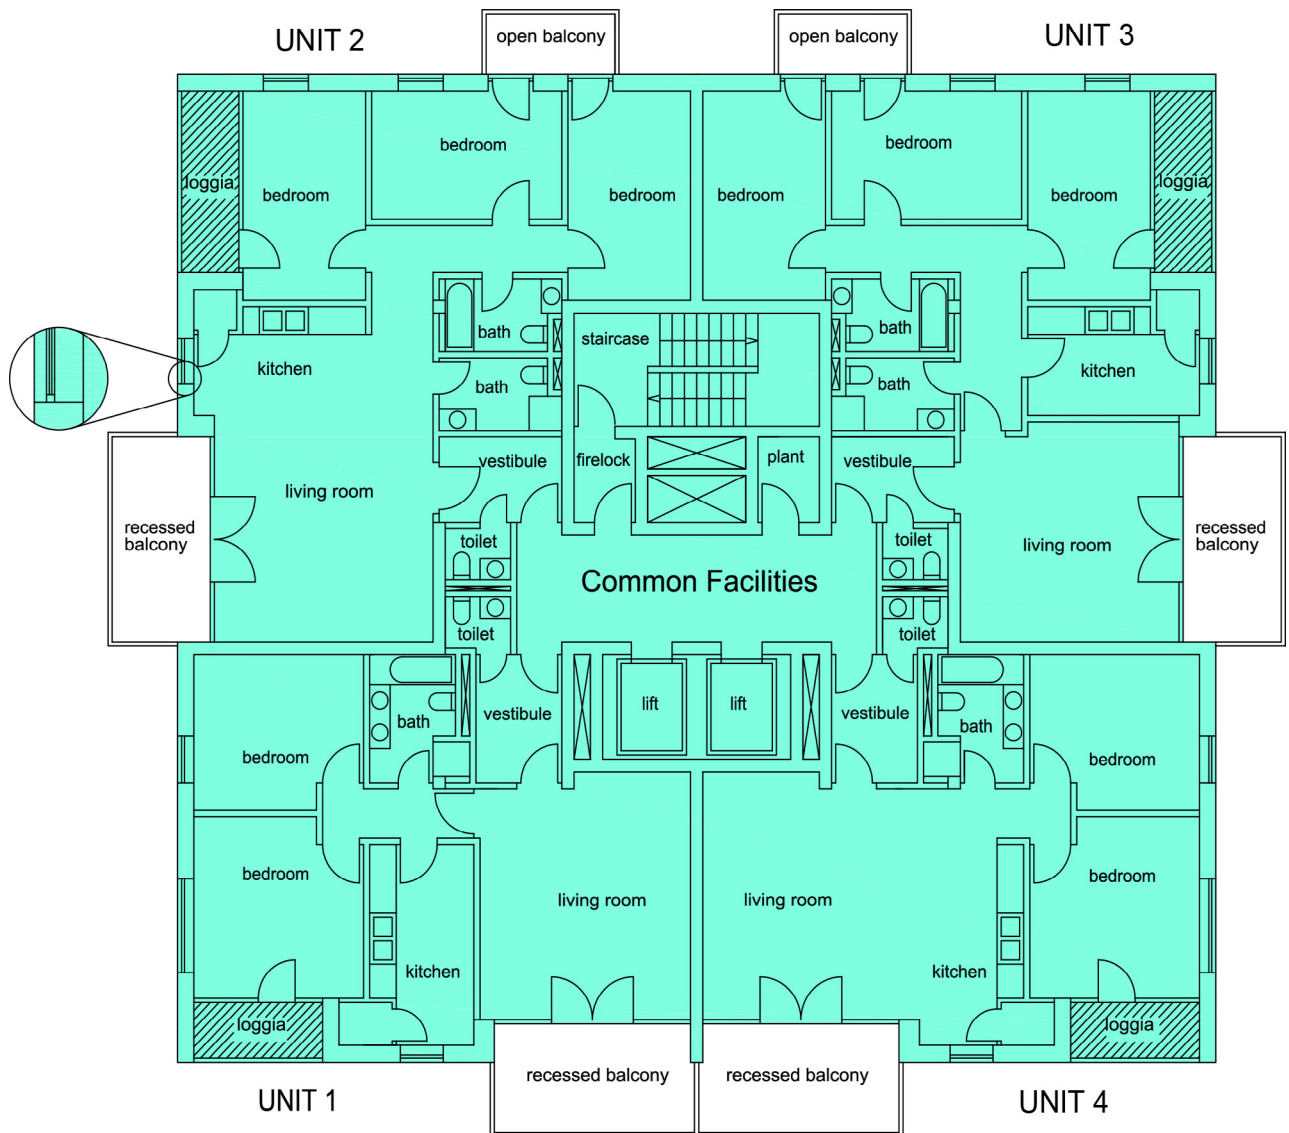 UNIT 2
open balcony
open balcony
UNIT 3
bedroom
bedroom
loggia
bedroom
bedroom
bedroom
bedroom
loggia
bath
staircase
bath
kitchen
bath
bath
kitchen
vestibule
firelock
plant
vestibule
living room
recessed
balcony
toilet
toilet
living room
recessed
balcony
Common Facilities
toilet
toilet
vestibule
lift
lift
vestibule
bath
bath
bedroom
bedroom
bedroom
bedroom
living room
living room
kitchen
kitchen
loggia
loggia
recessed balcony
recessed balcony
UNIT 1
UNIT 4